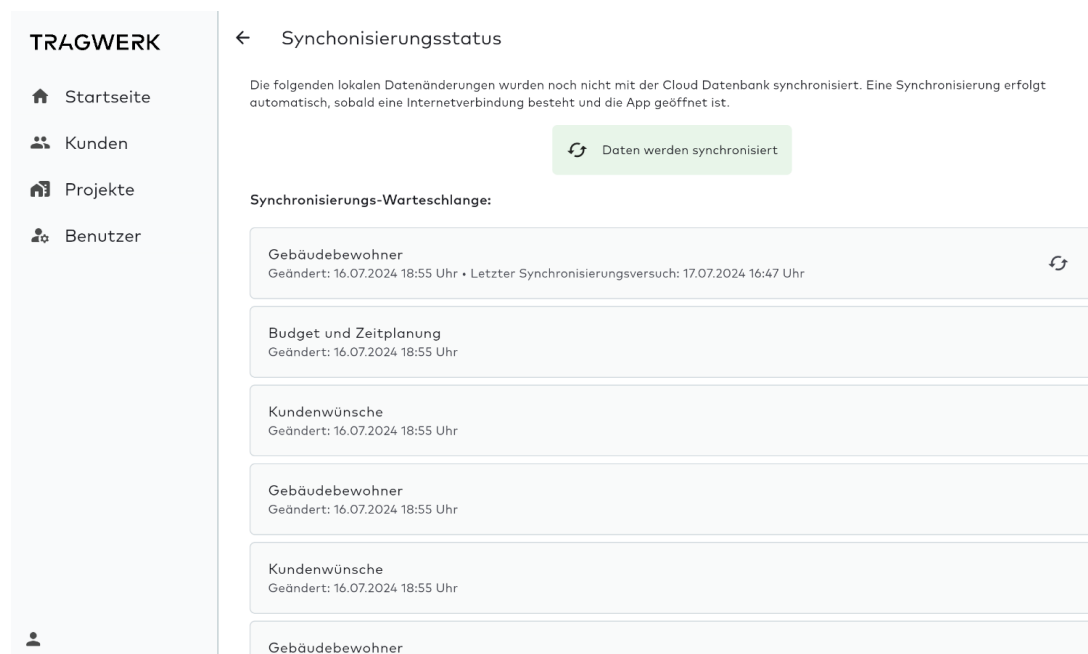 TRAGWERK
Startseite
Kunden
Projekte
Benutzer
Synchonisierungsstatus
Die folgenden lokalen Datenänderungen wurden noch nicht mit der Cloud Datenbank synchronisiert. Eine Synchronisierung erfolgt
automatisch, sobald eine Internetverbindung besteht und die App geöffnet ist.
Daten werden synchronisiert
Synchronisierungs-Warteschlange:
Gebäudebewohner
Geändert: 16.07.2024 18:55 Uhr • Letzter Synchronisierungsversuch: 17.07.2024 16:47 Uhr
Budget und Zeitplanung
Geändert: 16.07.2024 18:55 Uhr
Kundenwünsche
Geändert: 16.07.2024 18:55 Uhr
Gebäudebewohner
Geändert: 16.07.2024 18:55 Uhr
Kundenwünsche
Geändert: 16.07.2024 18:55 Uhr
Gebäudebewohner